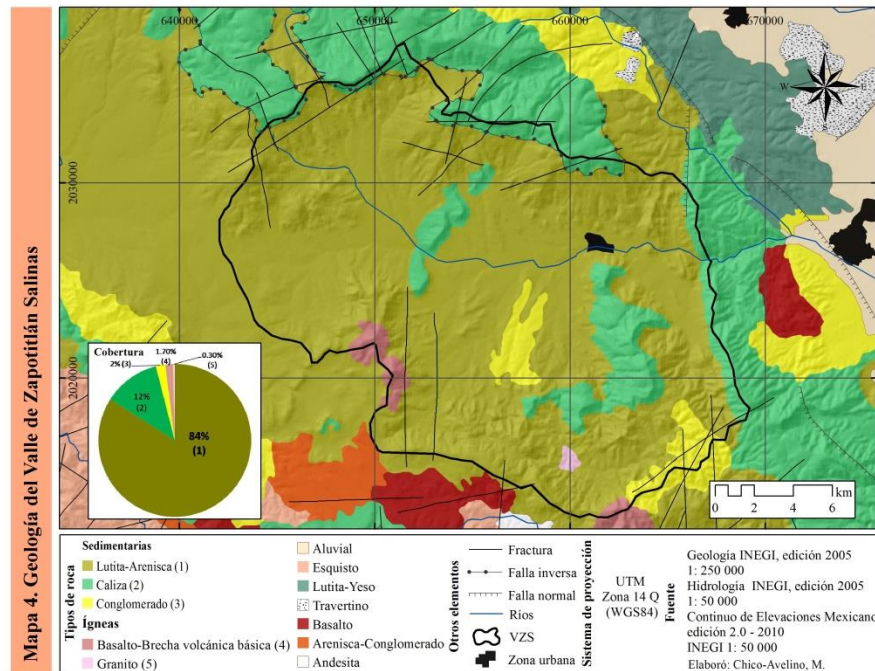 Mapa 4. Geología del Valle de Zapotitlán Salinas
640000
650000
660000
670000
2030000
2020000
W
E
Cobertura
1.70%
(4)
0.30%
(5)
2% (3)
12%
(2)
84%
(1)
km
0 2 4 6
Tipos de roca
Sedimentarias
Lutita-Arenisca (1)
Caliza (2)
Conglomerado (3)
Ígneas
Basalto-Brecha volcánica básica (4)
Granito (5)
Aluvial
Esquisto
Lutita-Yeso
Travertino
Basalto
Arenisca-Conglomerado
Andesita
Otros elementos
Fractura
Falla inversa
Falla normal
Ríos
VZS
Zona urbana
Sistema de proyección
UTM
Zona 14 Q
(WGS84)
Fuente
Geología INEGI, edición 2005
1: 250 000
Hidrología INEGI, edición 2005
1: 50 000
Continuo de Elevaciones Mexicano
edición 2.0 - 2010
INEGI 1: 50 000
Elaboró: Chico-Avelino, M.